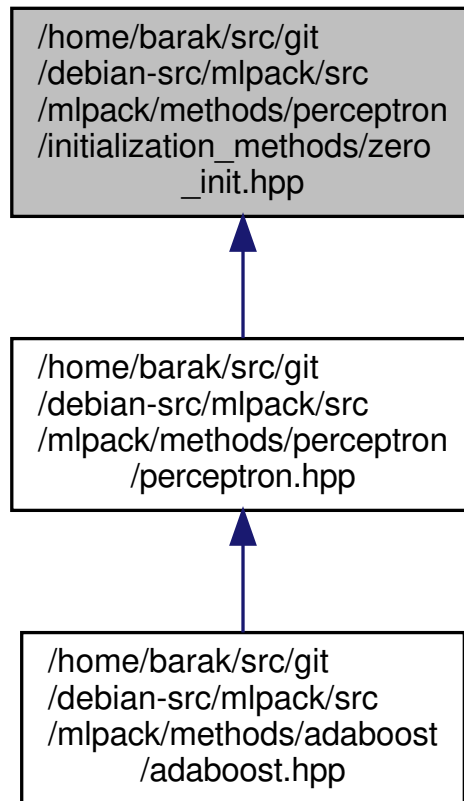 /home/barak/src/git
/debian-src/mlpack/src
/mlpack/methods/perceptron
/initialization_methods/zero
_init.hpp
/home/barak/src/git
/debian-src/mlpack/src
/mlpack/methods/perceptron
/perceptron.hpp
/home/barak/src/git
/debian-src/mlpack/src
/mlpack/methods/adaboost
/adaboost.hpp